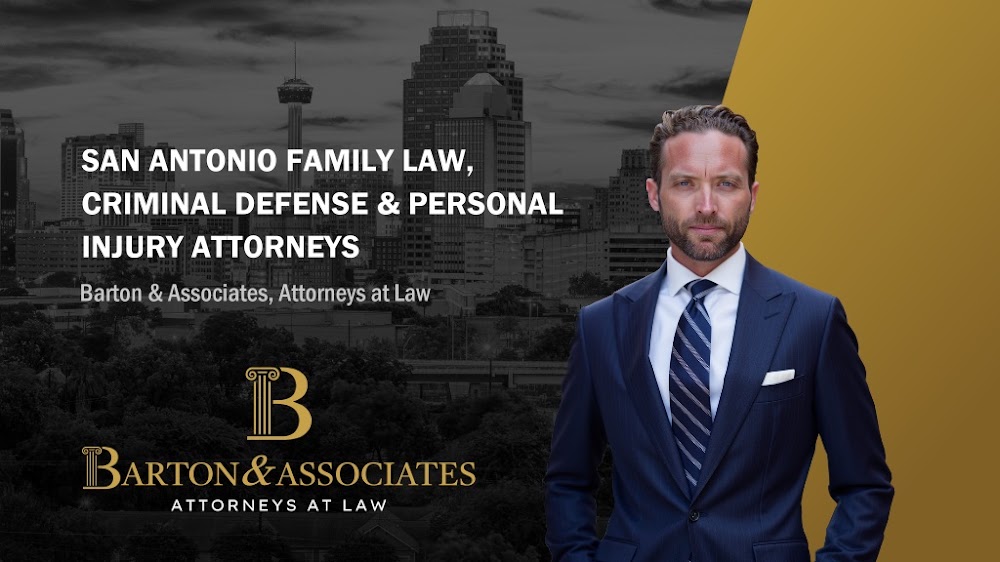 SAN ANTONIO FAMILY LAW,
CRIMINAL DEFENSE & PERSONAL
INJURY ATTORNEYS
Barton & Associates, Attorneys at Law
B
BARTON & ASSOCIATES
ATTORNEYS AT LAW